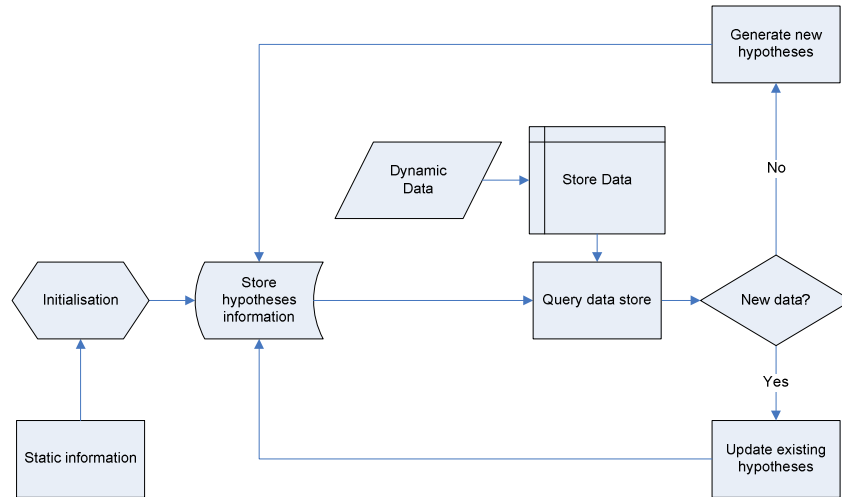 Generate new
hypotheses
Dynamic
Data
Store Data
No
Initialisation
Store
hypotheses
information
Query data store
New data?
Yes
Static information
Update existing
hypotheses